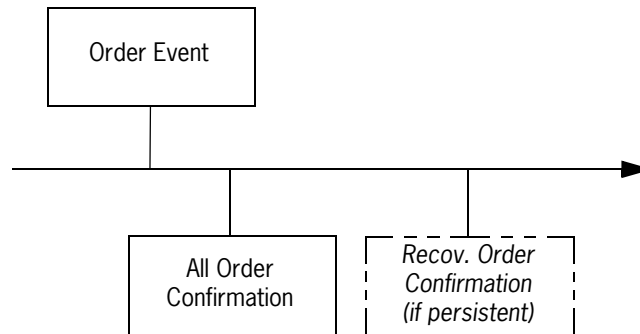 Order Event
All Order
Confirmation
Recov. Order
Confirmation
(if persistent)